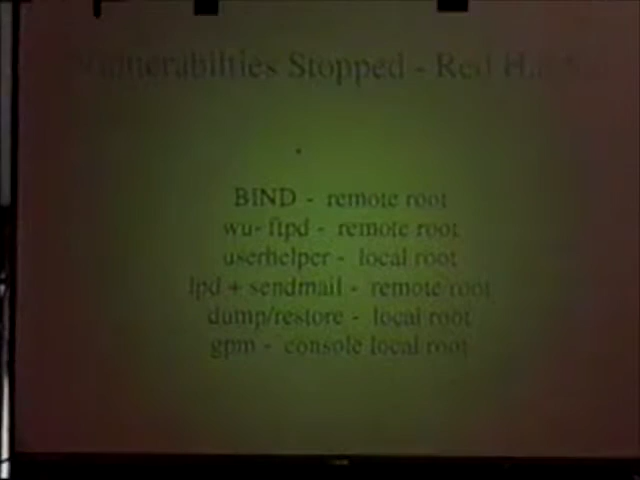 Vulnerabilties Stopped - Red
BIND - remote root
wu- ftpd - remote root
userhelper - local root
lpd + sendmail - remote root
dump/restore - local root
gpm - console local root